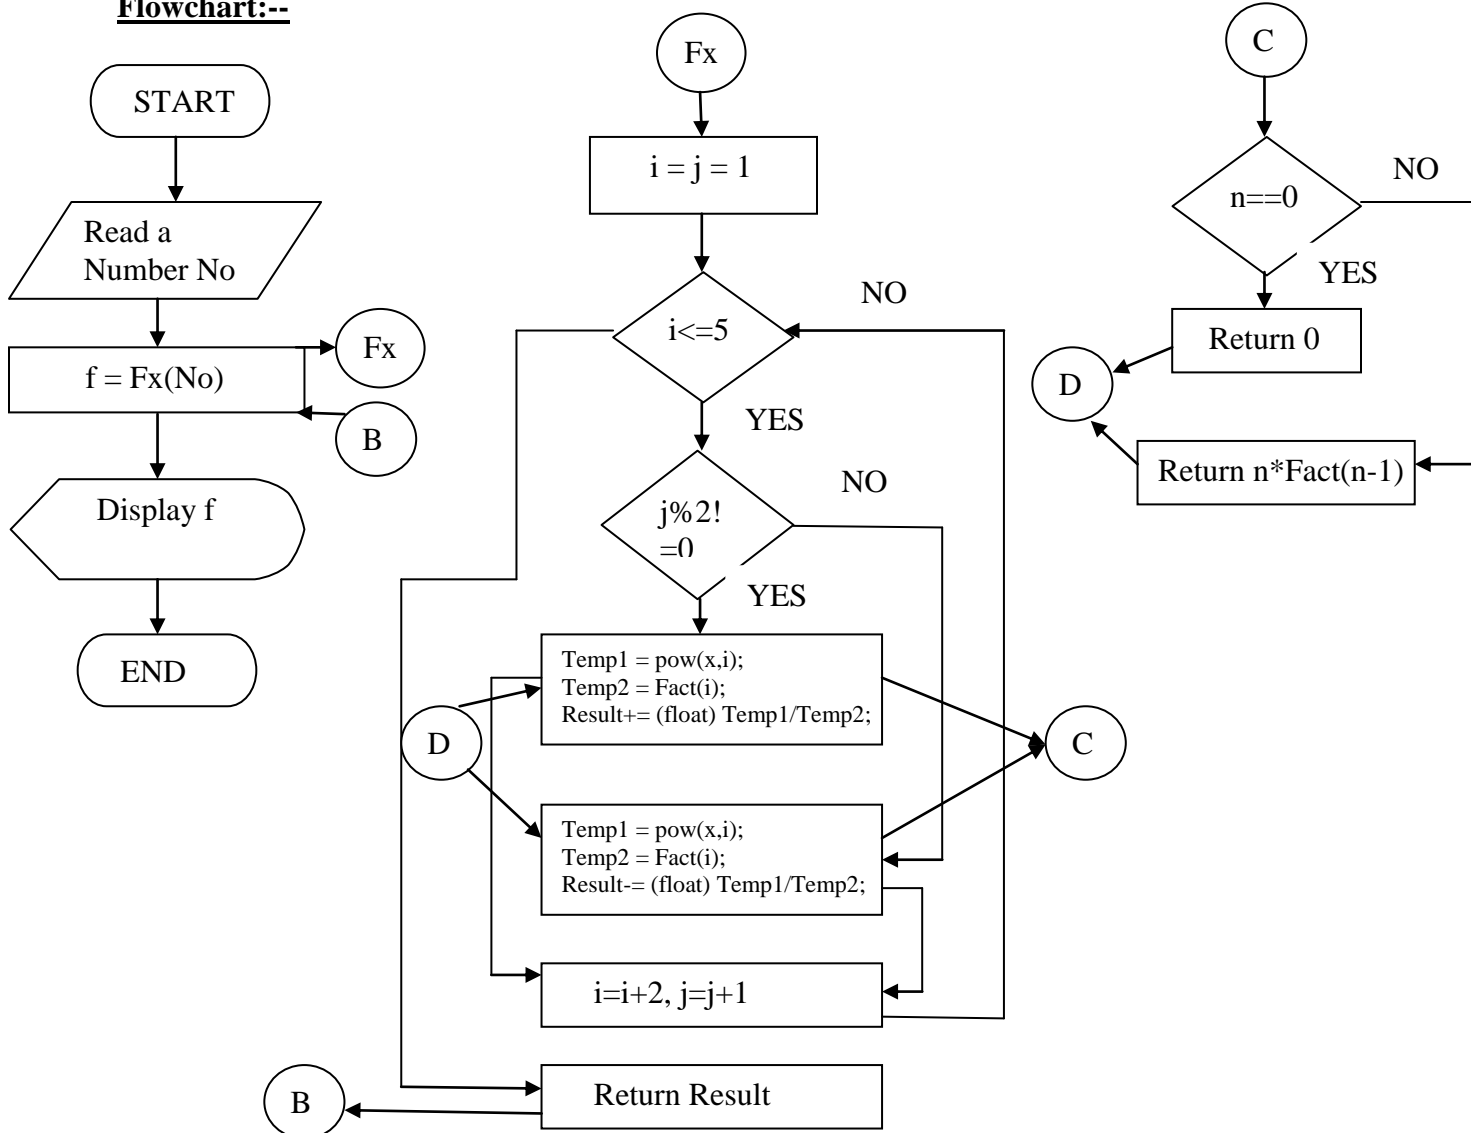 Flowchart:--
START
Read a
Number No
f = Fx(No)
Fx
B
Display f
END
Fx
i = j = 1
i<=5
NO
YES
j%2!
=0
NO
YES
Temp1 = pow(x,i);
Temp2 = Fact(i);
Result+= (float) Temp1/Temp2;
D
C
Temp1 = pow(x,i);
Temp2 = Fact(i);
Result-= (float) Temp1/Temp2;
i=i+2, j=j+1
Return Result
B
C
n==0
NO
YES
Return 0
D
Return n*Fact(n-1)